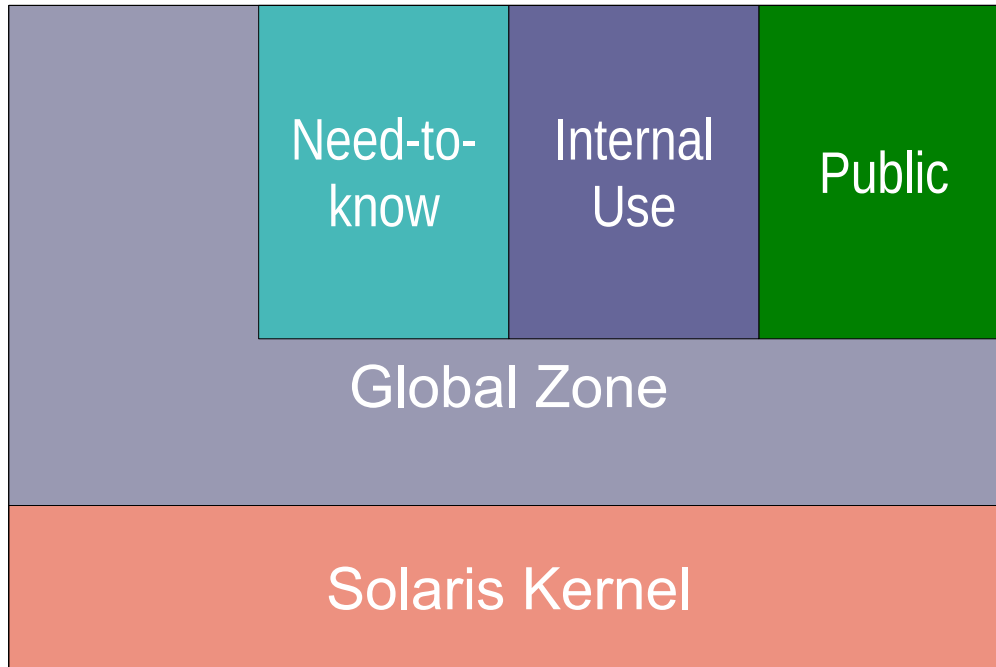 Need-to-
know
Internal
Use
Public
Global Zone
Solaris Kernel